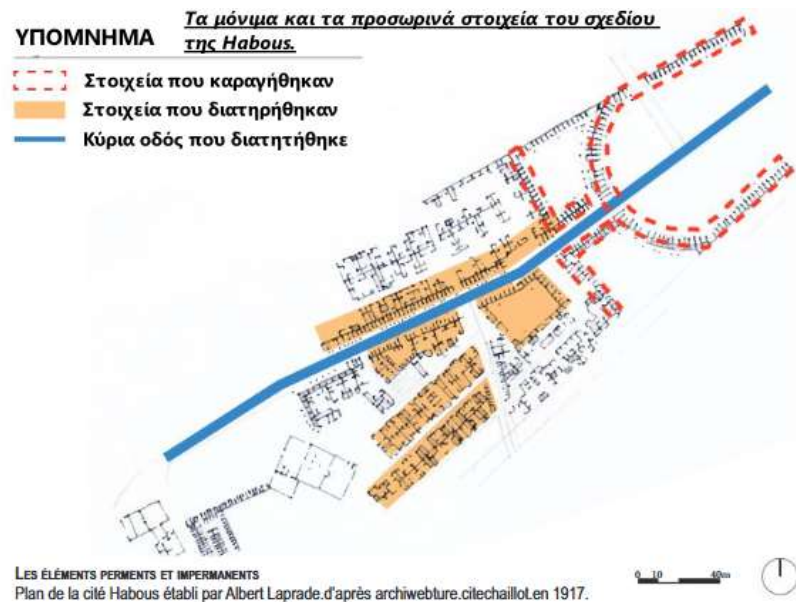 ΥΠΟΜΝΗΜΑ
Τα μόνιμα και τα προσωρινά στοιχεία του σχεδίου
της Habous.
Στοιχεία που καραγήθηκαν
Στοιχεία που διατηρήθηκαν
Κύρια οδός που διατητήθηκε
LES ÉLÉMENTS PERMENTS ET IMPERMANENTS
Plan de la cité Habous établi par Albert Laprade.d'après archiwebture.citechaillot.en 1917.
0 10 40m